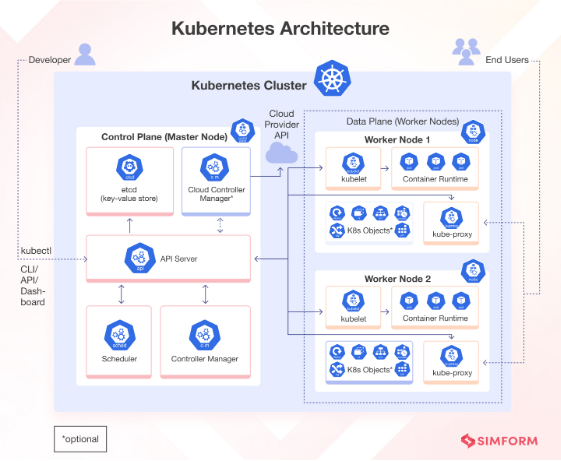 Kubernetes Architecture
Developer
End Users
Kubernetes Cluster
Cloud
Provider
API
Data Plane (Worker Nodes)
Control Plane (Master Node)
Worker Node 1
etcd
(key-value store)
Cloud Controller
Manager*
kubelet
Container Runtime
K8s Objects*
kube-proxy
kubectl
CLI/
API/
Dash-
board
API Server
Worker Node 2
kubelet
Container Runtime
Scheduler
Controller Manager
K8s Objects*
kube-proxy
*optional
SIMFORM